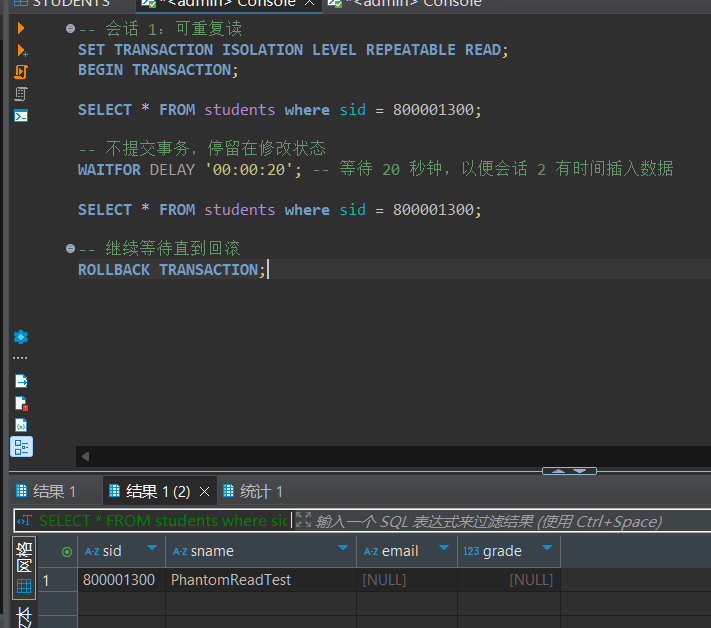 STUDENTS
*<admin> Console
*<admin> Console
-- 会话 1: 可重复读
SET TRANSACTION ISOLATION LEVEL REPEATABLE READ;
BEGIN TRANSACTION;
SELECT * FROM students where sid = 800001300;
-- 不提交事务，停留在修改状态
WAITFOR DELAY '00:00:20'; -- 等待 20 秒钟，以便会话 2 有时间插入数据
SELECT * FROM students where sid = 800001300;
-- 继续等待直到回滚
ROLLBACK TRANSACTION;
结果 1
结果 1 (2)
统计 1
SELECT * FROM students where sid
输入一个 SQL 表达式来过滤结果 (使用 Ctrl+Space)
网格
A-Z sid A-Z sname A-Z email 123 grade
1 800001300 PhantomReadTest [NULL] [NULL]
文本